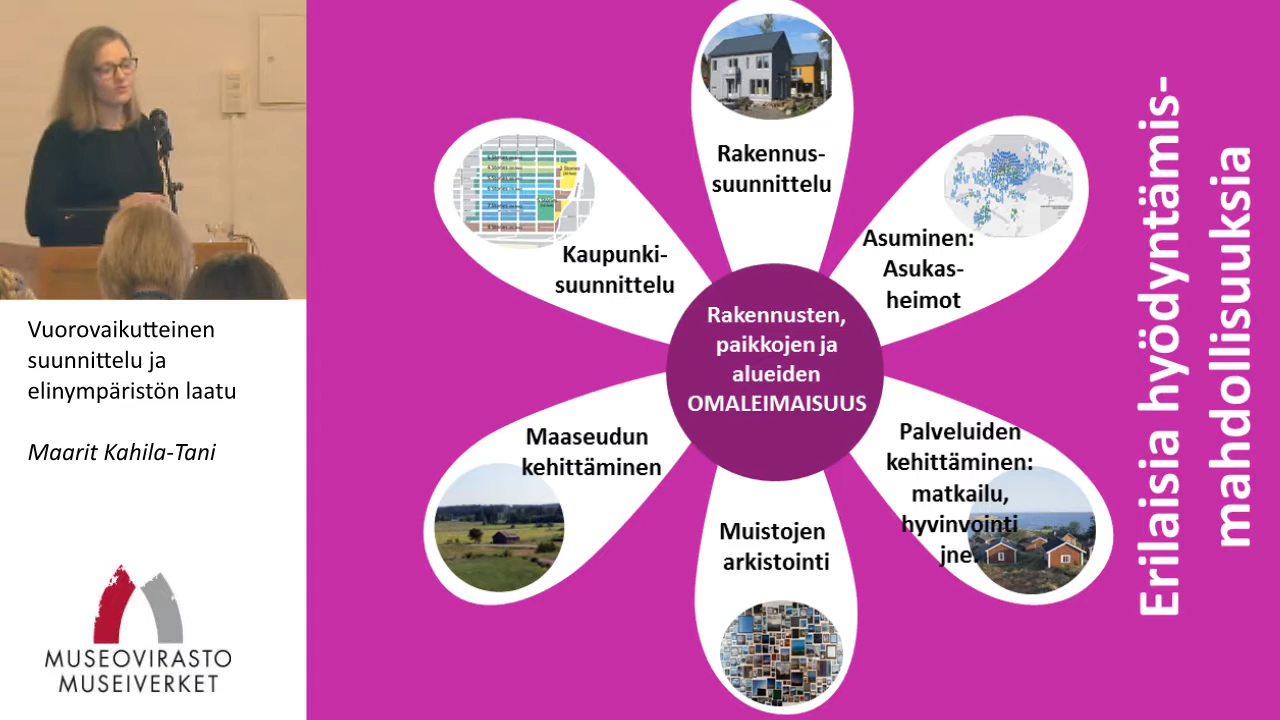 Vuorovaikutteinen
suunnittelu ja
elinympäristön laatu
Maarit Kahila-Tani
MUSEOVIRASTO
MUSEIVERKET
Erilaisia hyödyntämis-
mahdollisuuksia
Rakennusten,
paikkojen ja
alueiden
OMALEIMAISUUS
Rakennus-
suunnittelu
Asuminen:
Asukas-
heimot
Palveluiden
kehittäminen:
matkailu,
hyvinvointi
jne.
Muistojen
arkistointi
Maaseudun
kehittäminen
Kaupunki-
suunnittelu